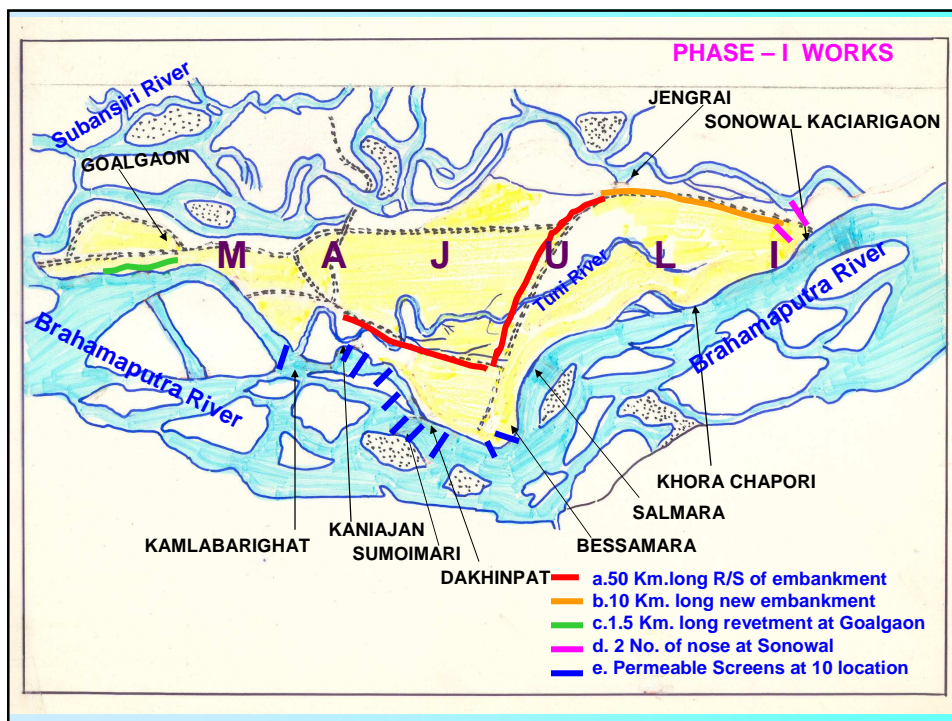 PHASE – I WORKS
JENGRAI
SONOWAL KACIARIGAON
Subansiri River
GOALGAON
M A J U L I
Tuni River
Brahamaputra River
Brahamaputra River
KHORA CHAPORI
SALMARA
KANIAJAN
KAMLABARIGHAT
SUMOIMARI
BESSAMARA
DAKHINPAT
a.50 Km.long R/S of embankment
b.10 Km. long new embankment
c.1.5 Km. long revetment at Goalgaon
d. 2 No. of nose at Sonowal
e. Permeable Screens at 10 location